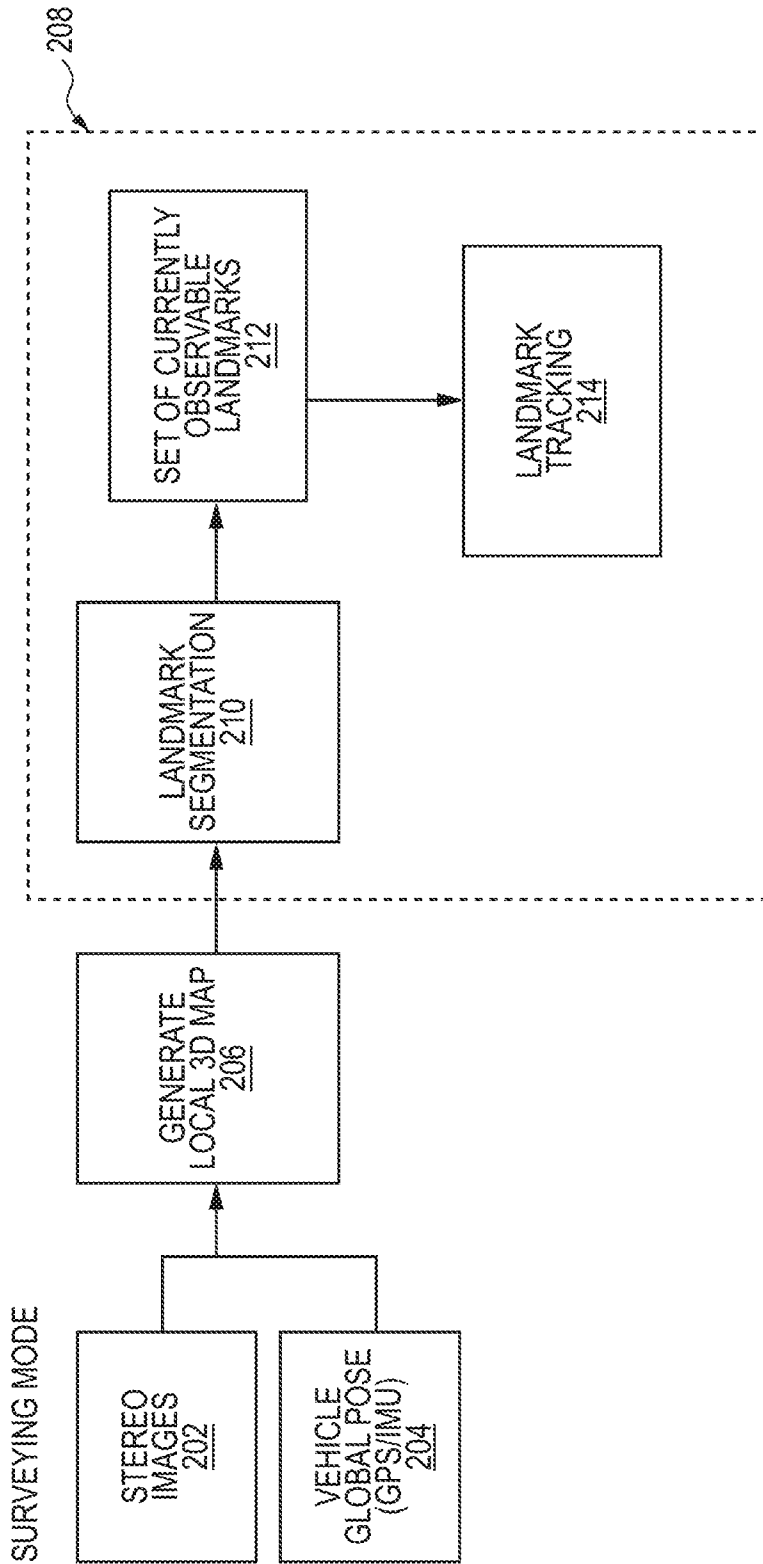 SURVEYING MODE
STEREO
IMAGES
202
VEHICLE
GLOBAL POSE
(GPS/IMU)
204
GENERATE
LOCAL 3D MAP
206
LANDMARK
SEGMENTATION
210
SET OF CURRENTLY
OBSERVABLE
LANDMARKS
212
LANDMARK
TRACKING
214
208